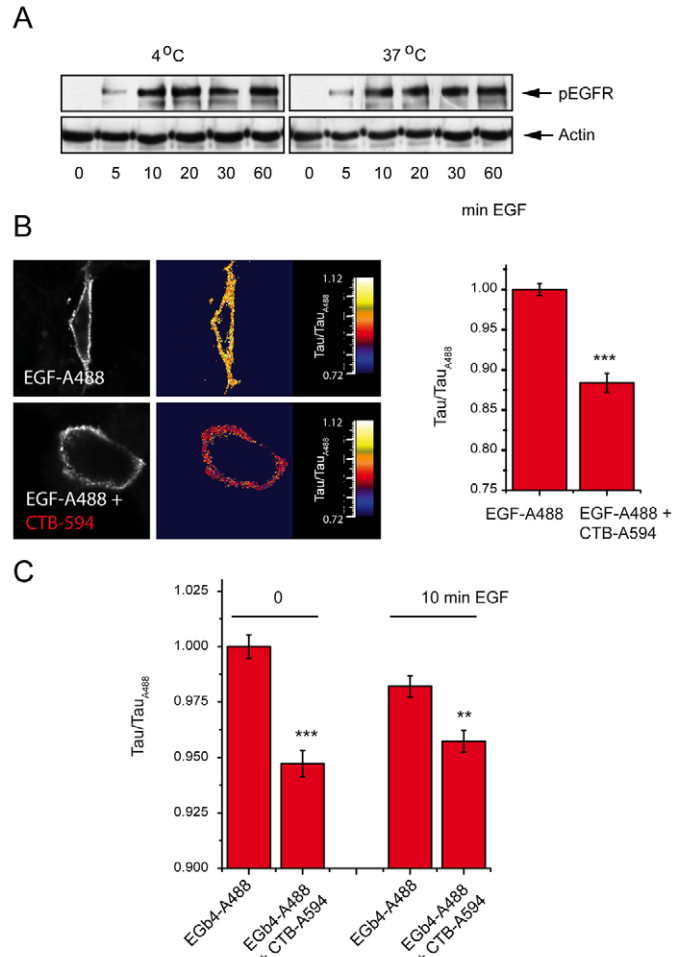 A
4 °C
37 °C
pEGFR
Actin
0 5 10 20 30 60 0 5 10 20 30 60
min EGF
B
EGF-A488
1.12
Tau/TauA488
0.72
EGF-A488 +
CTB-594
1.12
Tau/TauA488
0.72
Tau/TauA488
1.00
0.95
0.90
0.85
0.80
0.75
***
EGF-A488
EGF-A488 +
CTB-A594
C
Tau/TauA488
1.025
1.000
0.975
0.950
0.925
0.900
0
10 min EGF
***
**
EGb4-A488
EGb4-A488
+ CTB-A594
EGb4-A488
EGb4-A488
+ CTB-A594